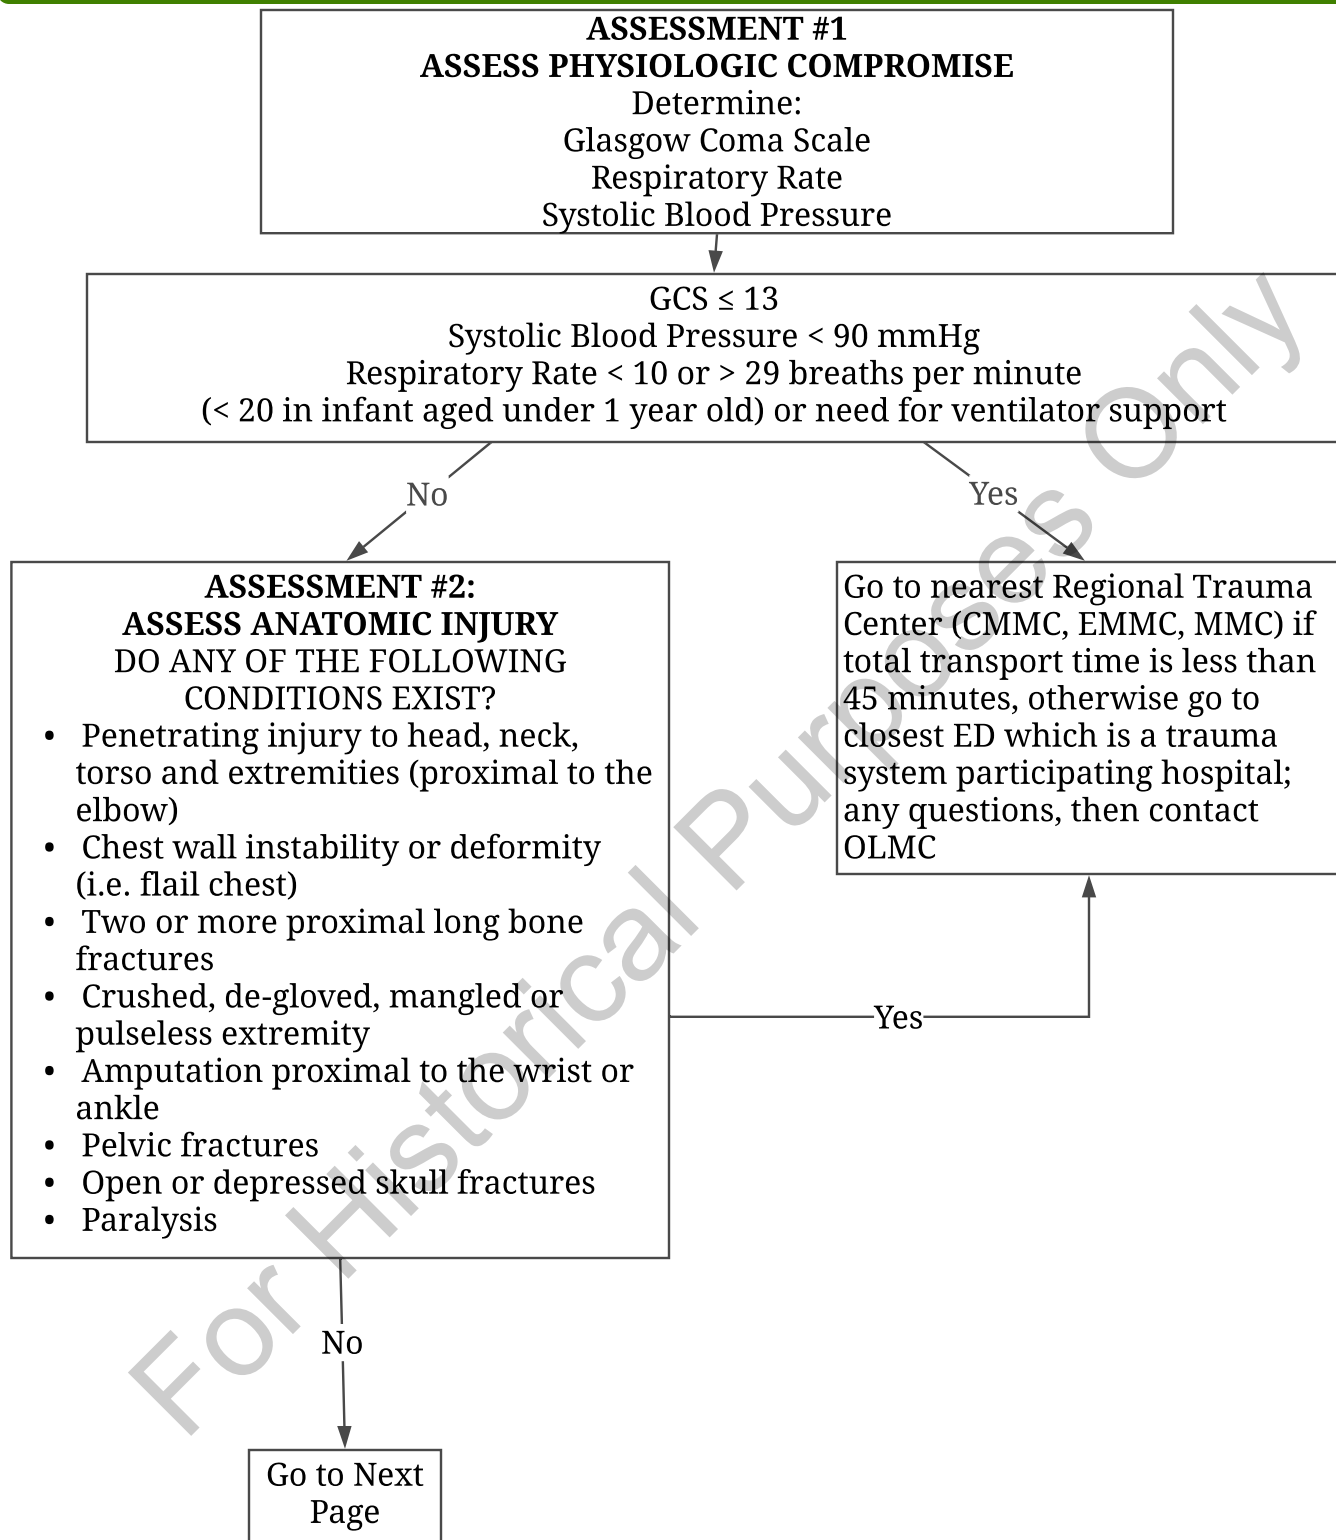 ASSESSMENT #1
ASSESS PHYSIOLOGIC COMPROMISE
Determine:
Glasgow Coma Scale
Respiratory Rate
Systolic Blood Pressure
GCS ≤ 13
Systolic Blood Pressure < 90 mmHg
Respiratory Rate < 10 or > 29 breaths per minute
(< 20 in infant aged under 1 year old) or need for ventilator support
No
Yes
ASSESSMENT #2:
ASSESS ANATOMIC INJURY
DO ANY OF THE FOLLOWING
CONDITIONS EXIST?
• Penetrating injury to head, neck,
torso and extremities (proximal to the
elbow)
• Chest wall instability or deformity
(i.e. flail chest)
• Two or more proximal long bone
fractures
• Crushed, de-gloved, mangled or
pulseless extremity
• Amputation proximal to the wrist or
ankle
• Pelvic fractures
• Open or depressed skull fractures
• Paralysis
Go to nearest Regional Trauma
Center (CMMC, EMMC, MMC) if
total transport time is less than
45 minutes, otherwise go to
closest ED which is a trauma
system participating hospital;
any questions, then contact
OLMC
Yes
No
Go to Next
Page
For Historical Purposes Only